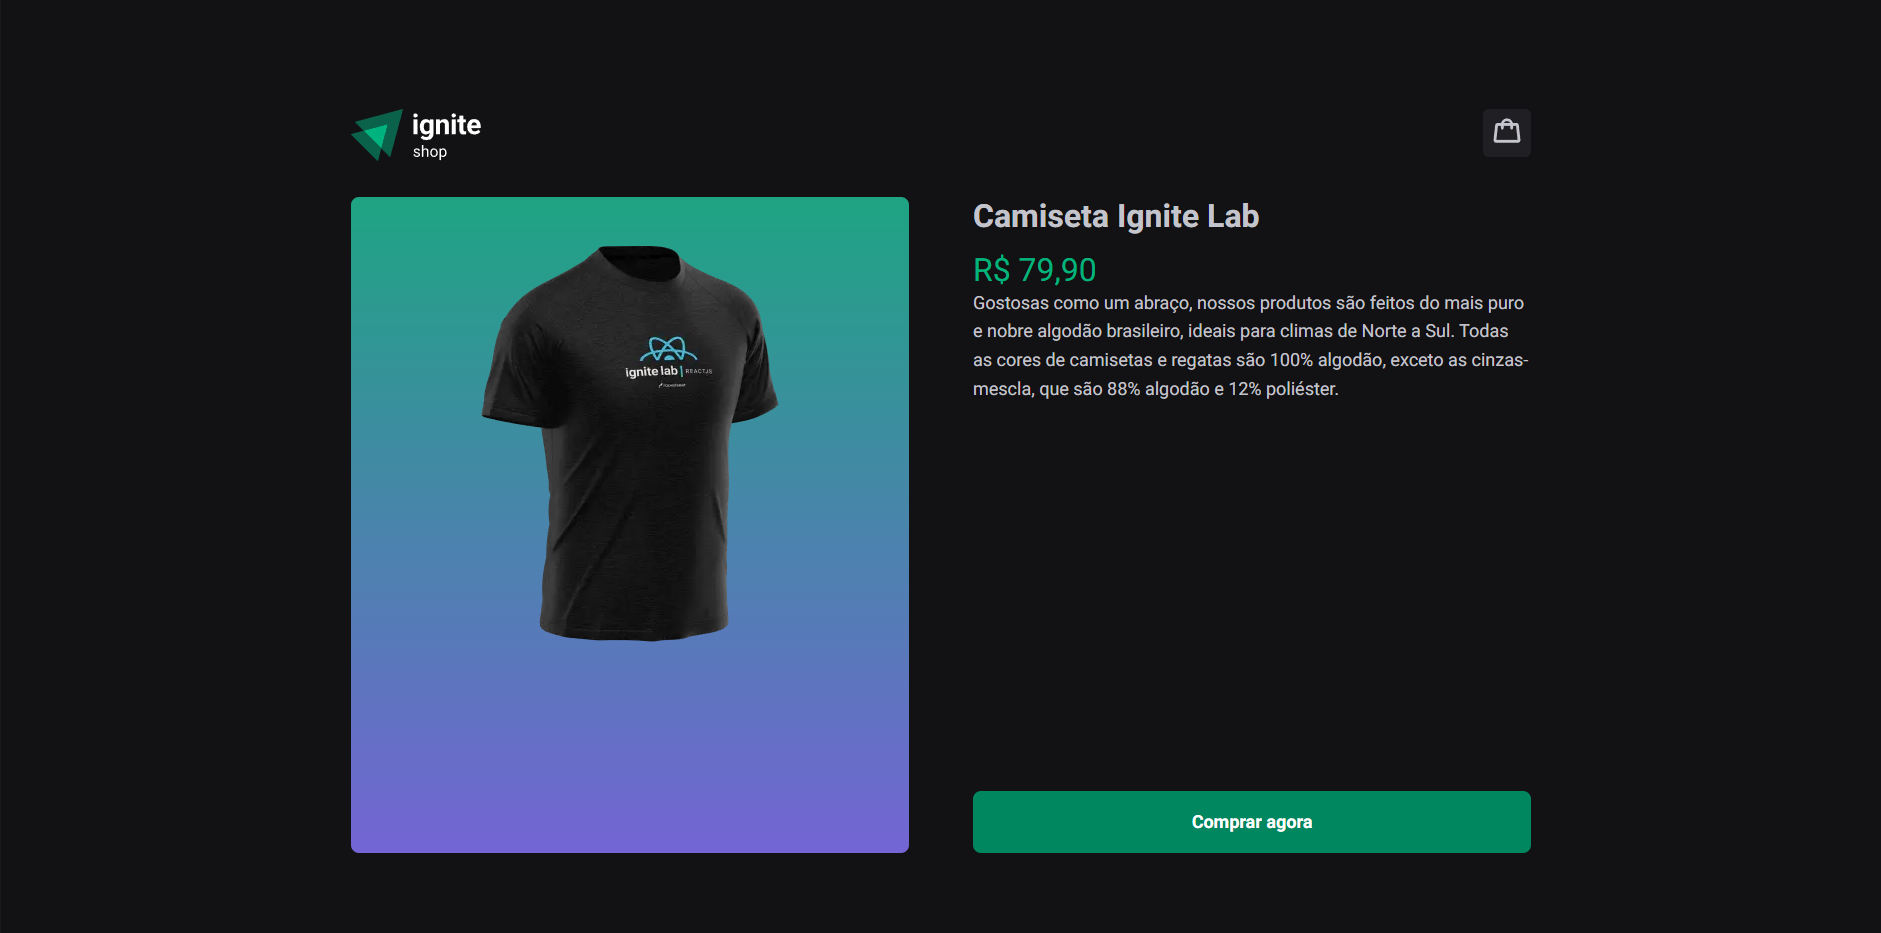 ignite
shop
Camiseta Ignite Lab
R$ 79,90
Gostosas como um abraço, nossos produtos são feitos do mais puro
e nobre algodão brasileiro, ideais para climas de Norte a Sul. Todas
as cores de camisetas e regatas são 100% algodão, exceto as cinzas-
mescla, que são 88% algodão e 12% poliéster.
ignite lab | REACTJS
Comprar agora